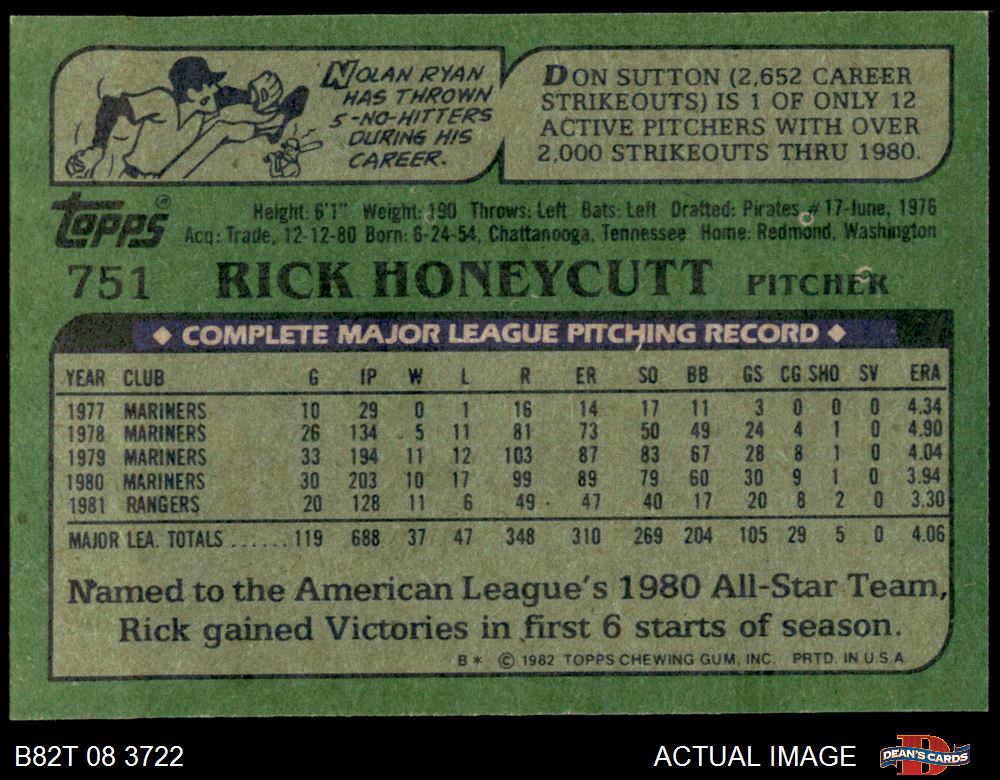 NOLAN RYAN
HAS THROWN
5-NO-HITTERS
DURING HIS
CAREER.
DON SUTTON (2,652 CAREER
STRIKEOUTS) IS 1 OF ONLY 12
ACTIVE PITCHERS WITH OVER
2,000 STRIKEOUTS THRU 1980.
topps®
Height: 6'1" Weight: 190 Throws: Left Bats: Left Drafted: Pirates #17-June, 1976
Acq: Trade, 12-12-80 Born: 6-24-54, Chattanooga, Tennessee Home: Redmond, Washington
751 RICK HONEYCUTT PITCHER
◆ COMPLETE MAJOR LEAGUE PITCHING RECORD ◆
YEAR CLUB G IP W L R ER SO BB GS CG SHO SV ERA
1977 MARINERS 10 29 0 1 16 14 17 11 3 0 0 0 4.34
1978 MARINERS 26 134 5 11 81 73 50 49 24 4 1 0 4.90
1979 MARINERS 33 194 11 12 103 87 83 67 28 8 1 0 4.04
1980 MARINERS 30 203 10 17 99 89 79 60 30 9 1 0 3.94
1981 RANGERS 20 128 11 6 49 47 40 17 20 8 2 0 3.30
MAJOR LEA. TOTALS ...... 119 688 37 47 348 310 269 204 105 29 5 0 4.06
Named to the American League's 1980 All-Star Team,
Rick gained Victories in first 6 starts of season.
B* © 1982 TOPPS CHEWING GUM, INC. PRTD. IN U.S.A.
B82T 08 3722
ACTUAL IMAGE
DEAN'S CARDS